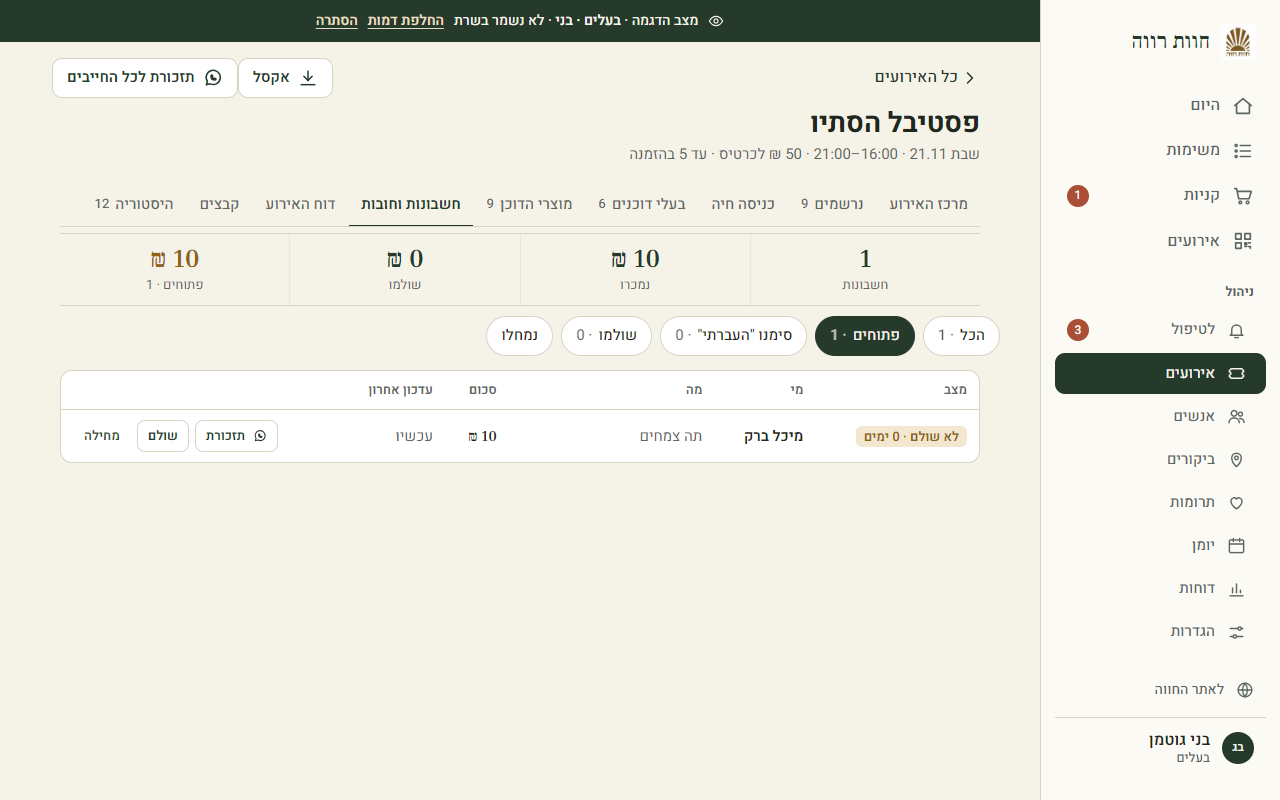 חוות רווה
היום
משימות
קניות 1
אירועים
ניהול
לטיפול 3
אירועים
אנשים
ביקורים
תרומות
יומן
דוחות
הגדרות
לאתר החווה
בג
בני גוטמן
בעלים
מצב הדגמה · בעלים · בני · לא נשמר בשרת החלפת דמות הסתרה
כל האירועים
אקסל
תזכורת לכל החייבים
פסטיבל הסתיו
שבת 21.11 · 16:00–21:00 · 50 ₪ לכרטיס · עד 5 בהזמנה
מרכז האירוע נרשמים 9 כניסה חיה בעלי דוכנים 6 מוצרי הדוכן 9 חשבונות וחובות דוח האירוע קבצים היסטוריה 12
1 10 ₪ 0 ₪ 10 ₪
חשבונות נמכרו שולמו פתוחים · 1
הכל · 1 פתוחים · 1 סימנו "העברתי" · 0 שולמו · 0 נמחלו
מצב מי מה סכום עדכון אחרון
לא שולם · 0 ימים מיכל ברק תה צמחים 10 ₪ עכשיו תזכורת שולם מחילה